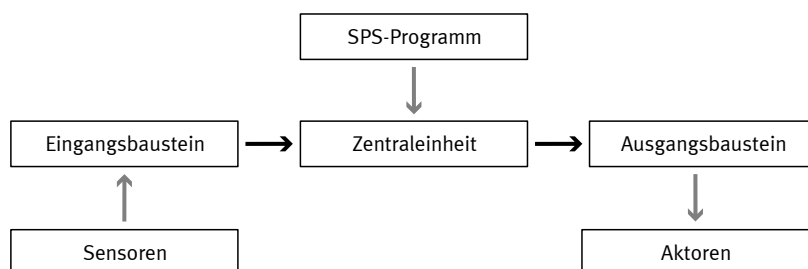 SPS-Programm
Eingangsbaustein
Zentraleinheit
Ausgangsbaustein
Sensoren
Aktoren